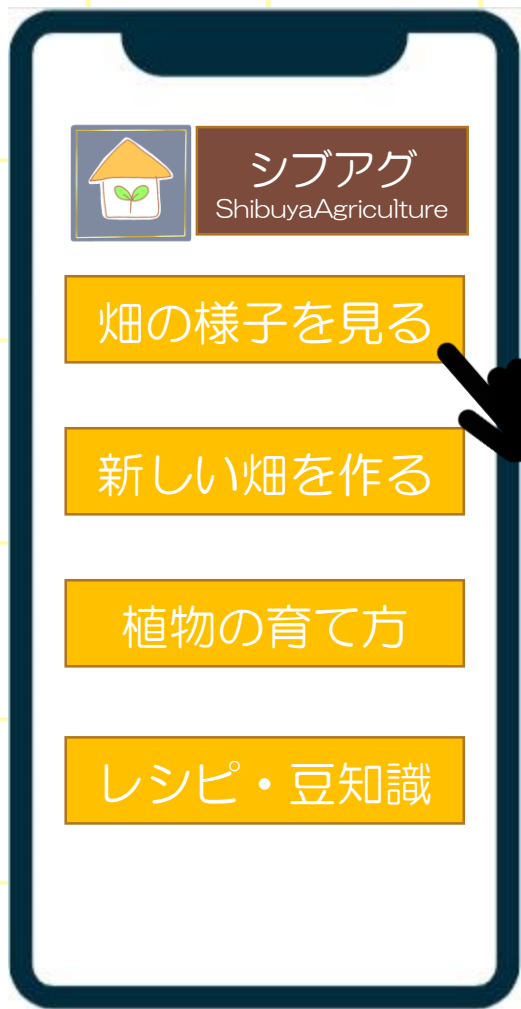 シブアグ
ShibuyaAgriculture
畑の様子を見る
新しい畑を作る
植物の育て方
レシピ・豆知識